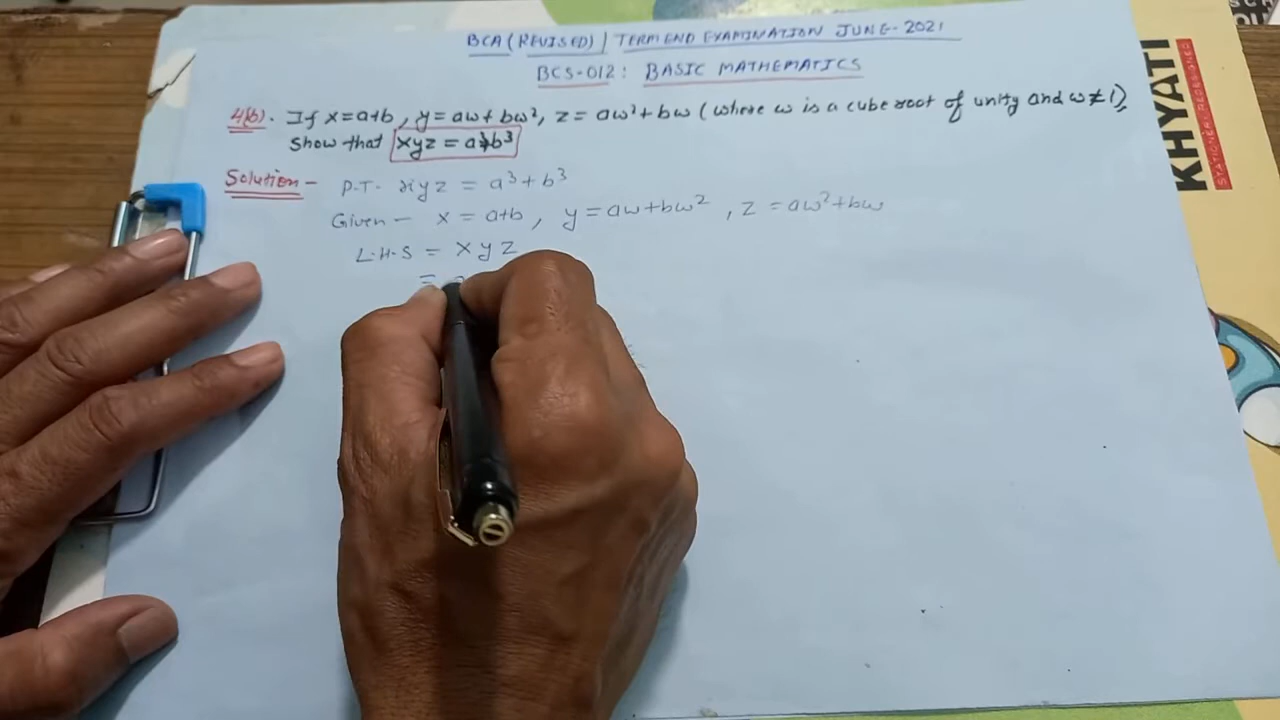 BCA (REVISED) / TERM END EXAMINATION JUNE-2021
BCS-012: BASIC MATHEMATICS
4(b). If x=a+b, y=aω+bω², z=aω²+bω (where ω is a cube root of unity and ω≠1),
show that xyz = a³+b³
Solution -
P.T. xyz = a³+b³
Given - x = a+b, y = aω+bω², z = aω²+bω
L.H.S = xyz
=
KHYATI
STATIONERY, REDESIGNED